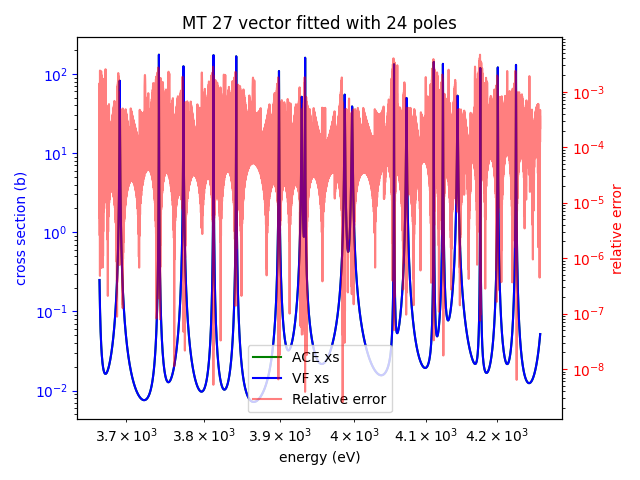 MT 27 vector fitted with 24 poles
10²
10¹
10⁰
10⁻¹
10⁻²
cross section (b)
10⁻³
10⁻⁴
10⁻⁵
10⁻⁶
10⁻⁷
10⁻⁸
relative error
ACE xs
VF xs
Relative error
3.7 × 10³ 3.8 × 10³ 3.9 × 10³ 4 × 10³ 4.1 × 10³ 4.2 × 10³
energy (eV)